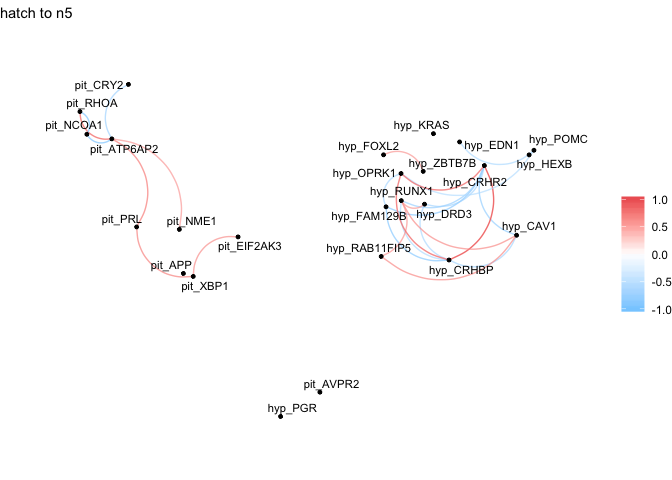 hatch to n5
pit_CRY2
pit_RHOA
pit_NCOA1
pit_ATP6AP2
pit_PRL
pit_NME1
pit_EIF2AK3
pit_APP
pit_XBP1
hyp_KRAS
hyp_FOXL2
hyp_EDN1
hyp_POMC
hyp_ZBTB7B
hyp_HEXB
hyp_OPRK1
hyp_CRHR2
hyp_RUNX1
hyp_FAM129B
hyp_DRD3
hyp_CAV1
hyp_RAB11FIP5
hyp_CRHBP
pit_AVPR2
hyp_PGR
1.0
0.5
0.0
-0.5
-1.0